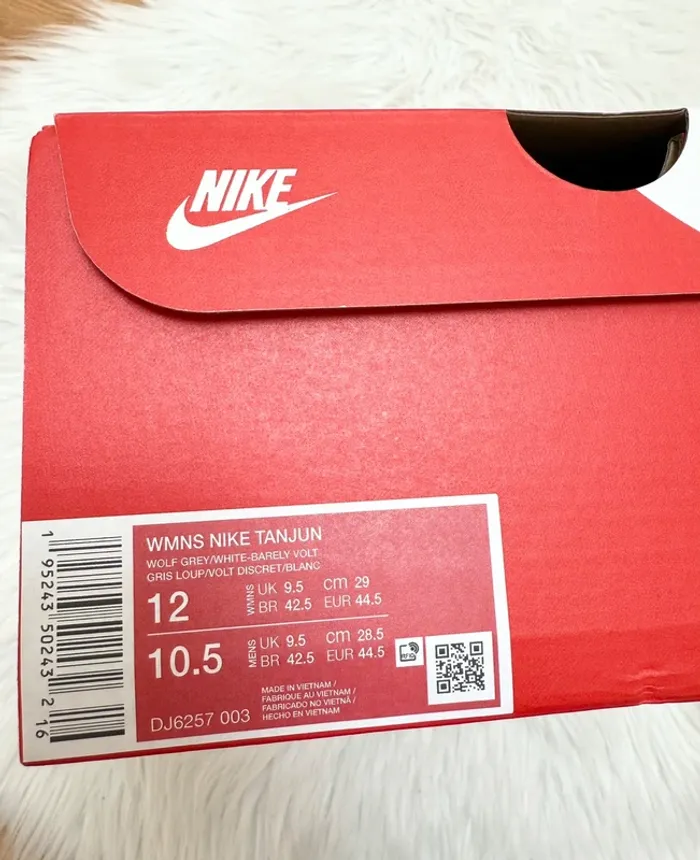 NIKE
WMNS NIKE TANJUN
WOLF GREY/WHITE-BARELY VOLT
GRIS LOUP/VOLT DISCRET/BLANC
12 WMNS UK 9.5 cm 29
BR 42.5 EUR 44.5
10.5 MENS UK 9.5 cm 28.5
BR 42.5 EUR 44.5
RFID
MADE IN VIETNAM /
FABRIQUE AU VIETNAM /
FABRICADO NO VIETNÃ /
HECHO EN VIETNAM
DJ6257 003
1 95243 50243 2 16